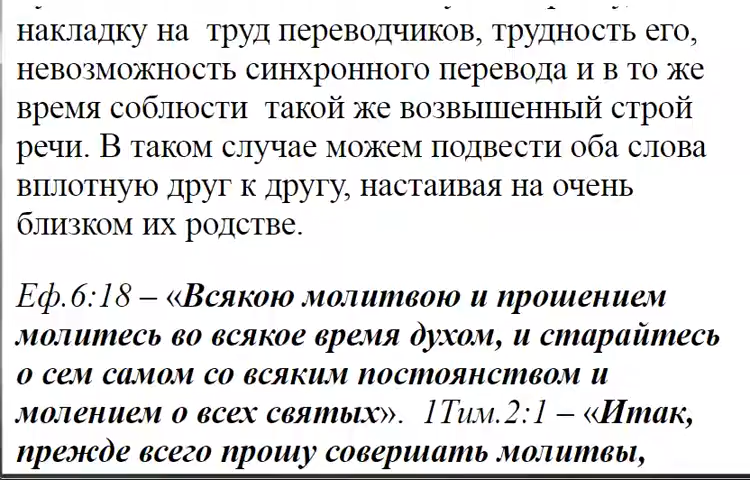 накладку на труд переводчиков, трудность его,
невозможность синхронного перевода и в то же
время соблюсти такой же возвышенный строй
речи. В таком случае можем подвести оба слова
вплотную друг к другу, настаивая на очень
близком их родстве.
Еф.6:18 – «Всякою молитвою и прошением
молитесь во всякое время духом, и старайтесь
о сем самом со всяким постоянством и
молением о всех святых». 1Тим.2:1 – «Итак,
прежде всего прошу совершать молитвы,